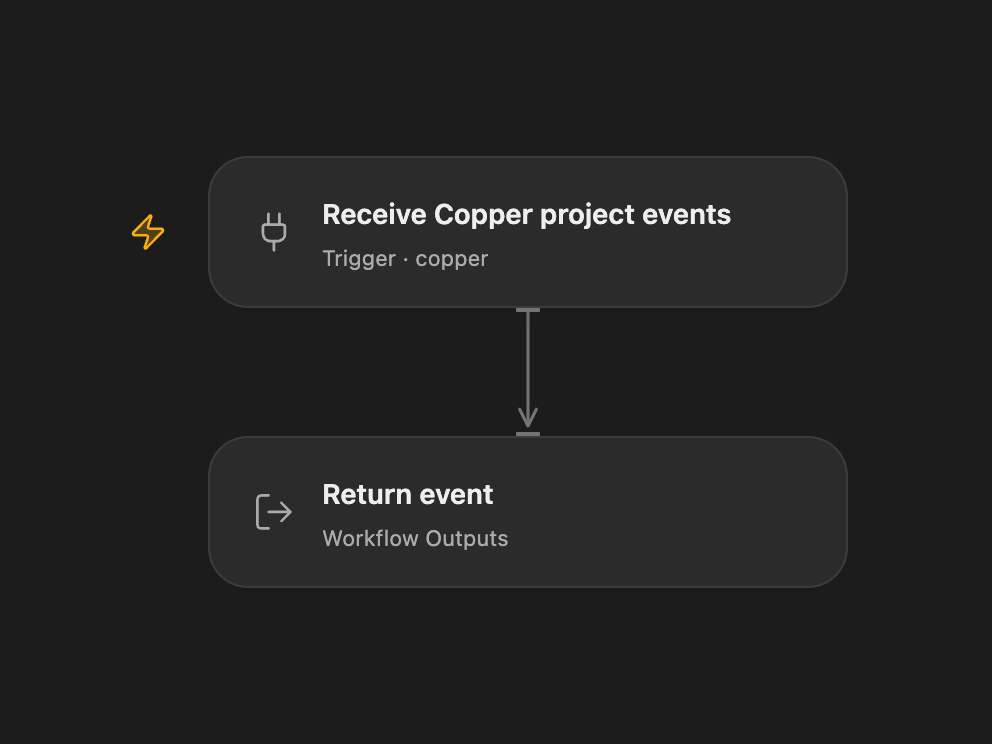 Receive Copper project events
Trigger · copper
Return event
Workflow Outputs